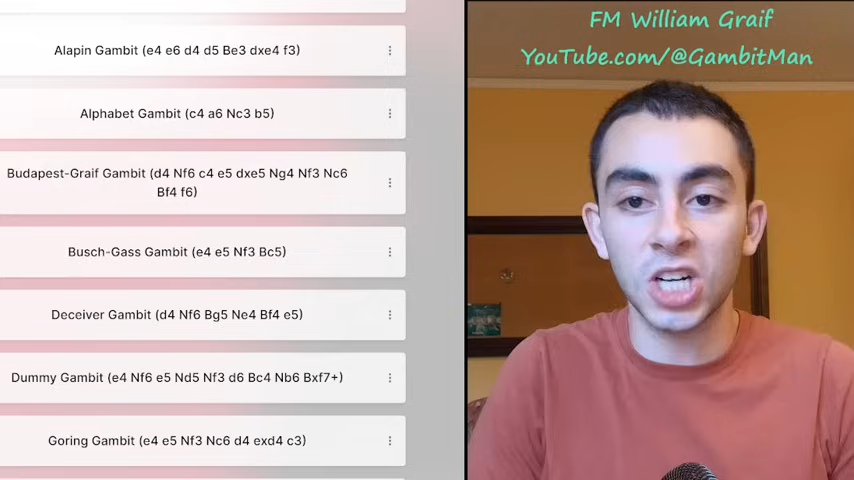 Alapin Gambit (e4 e6 d4 d5 Be3 dxe4 f3)
Alphabet Gambit (c4 a6 Nc3 b5)
Budapest-Graif Gambit (d4 Nf6 c4 e5 dxe5 Ng4 Nf3 Nc6
Bf4 f6)
Busch-Gass Gambit (e4 e5 Nf3 Bc5)
Deceiver Gambit (d4 Nf6 Bg5 Ne4 Bf4 e5)
Dummy Gambit (e4 Nf6 e5 Nd5 Nf3 d6 Bc4 Nb6 Bxf7+)
Goring Gambit (e4 e5 Nf3 Nc6 d4 exd4 c3)
FM William Graif
YouTube.com/@GambitMan